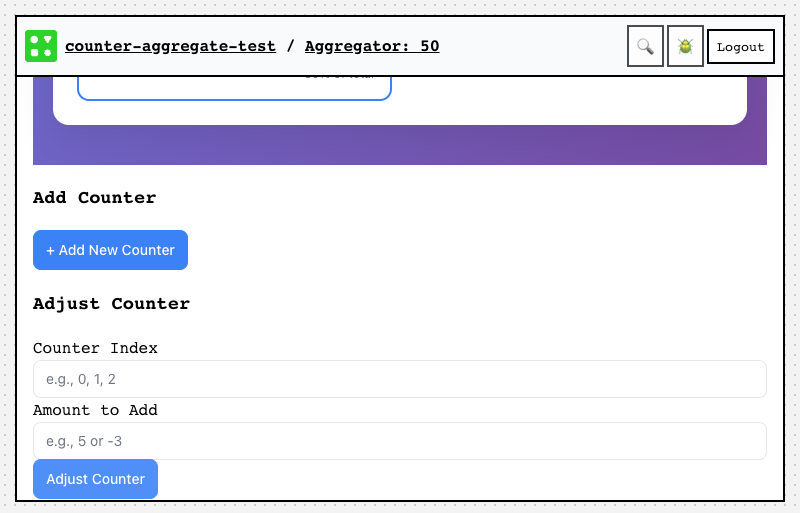 counter-aggregate-test / Aggregator: 50
Logout
Add Counter
+ Add New Counter
Adjust Counter
Counter Index
e.g., 0, 1, 2
Amount to Add
e.g., 5 or -3
Adjust Counter